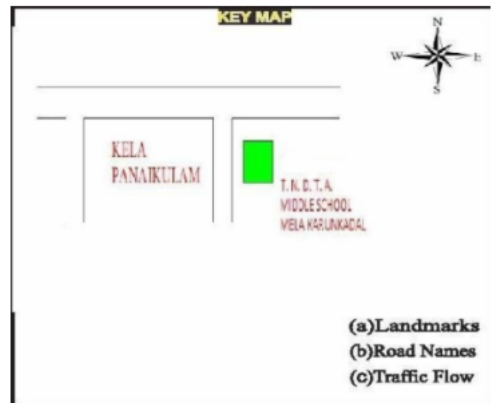 KEY MAP
N
W E
S
KELA
PANAIKULAM
T. N. D. T. A.
MIDDLE SCHOOL
MELA KARUNKADAL
(a)Landmarks
(b)Road Names
(c)Traffic Flow